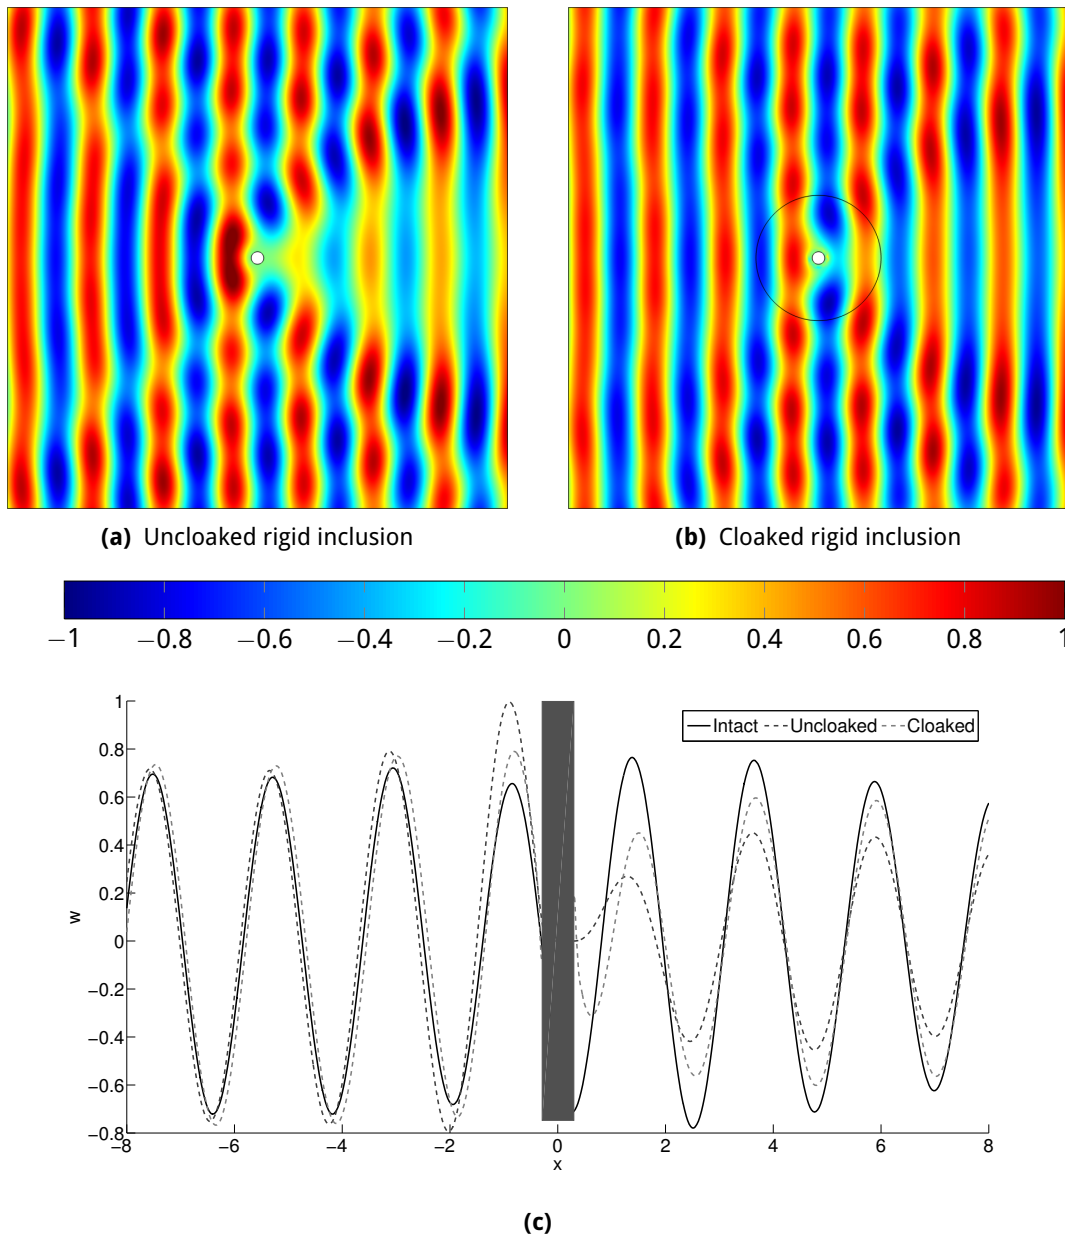 (a) Uncloaked rigid inclusion
(b) Cloaked rigid inclusion
−1 −0.8 −0.6 −0.4 −0.2 0 0.2 0.4 0.6 0.8 1
1
0.8
0.6
0.4
0.2
0
−0.2
−0.4
−0.6
−0.8
w
Intact Uncloaked Cloaked
−8 −6 −4 −2 0 2 4 6 8
x
(c)